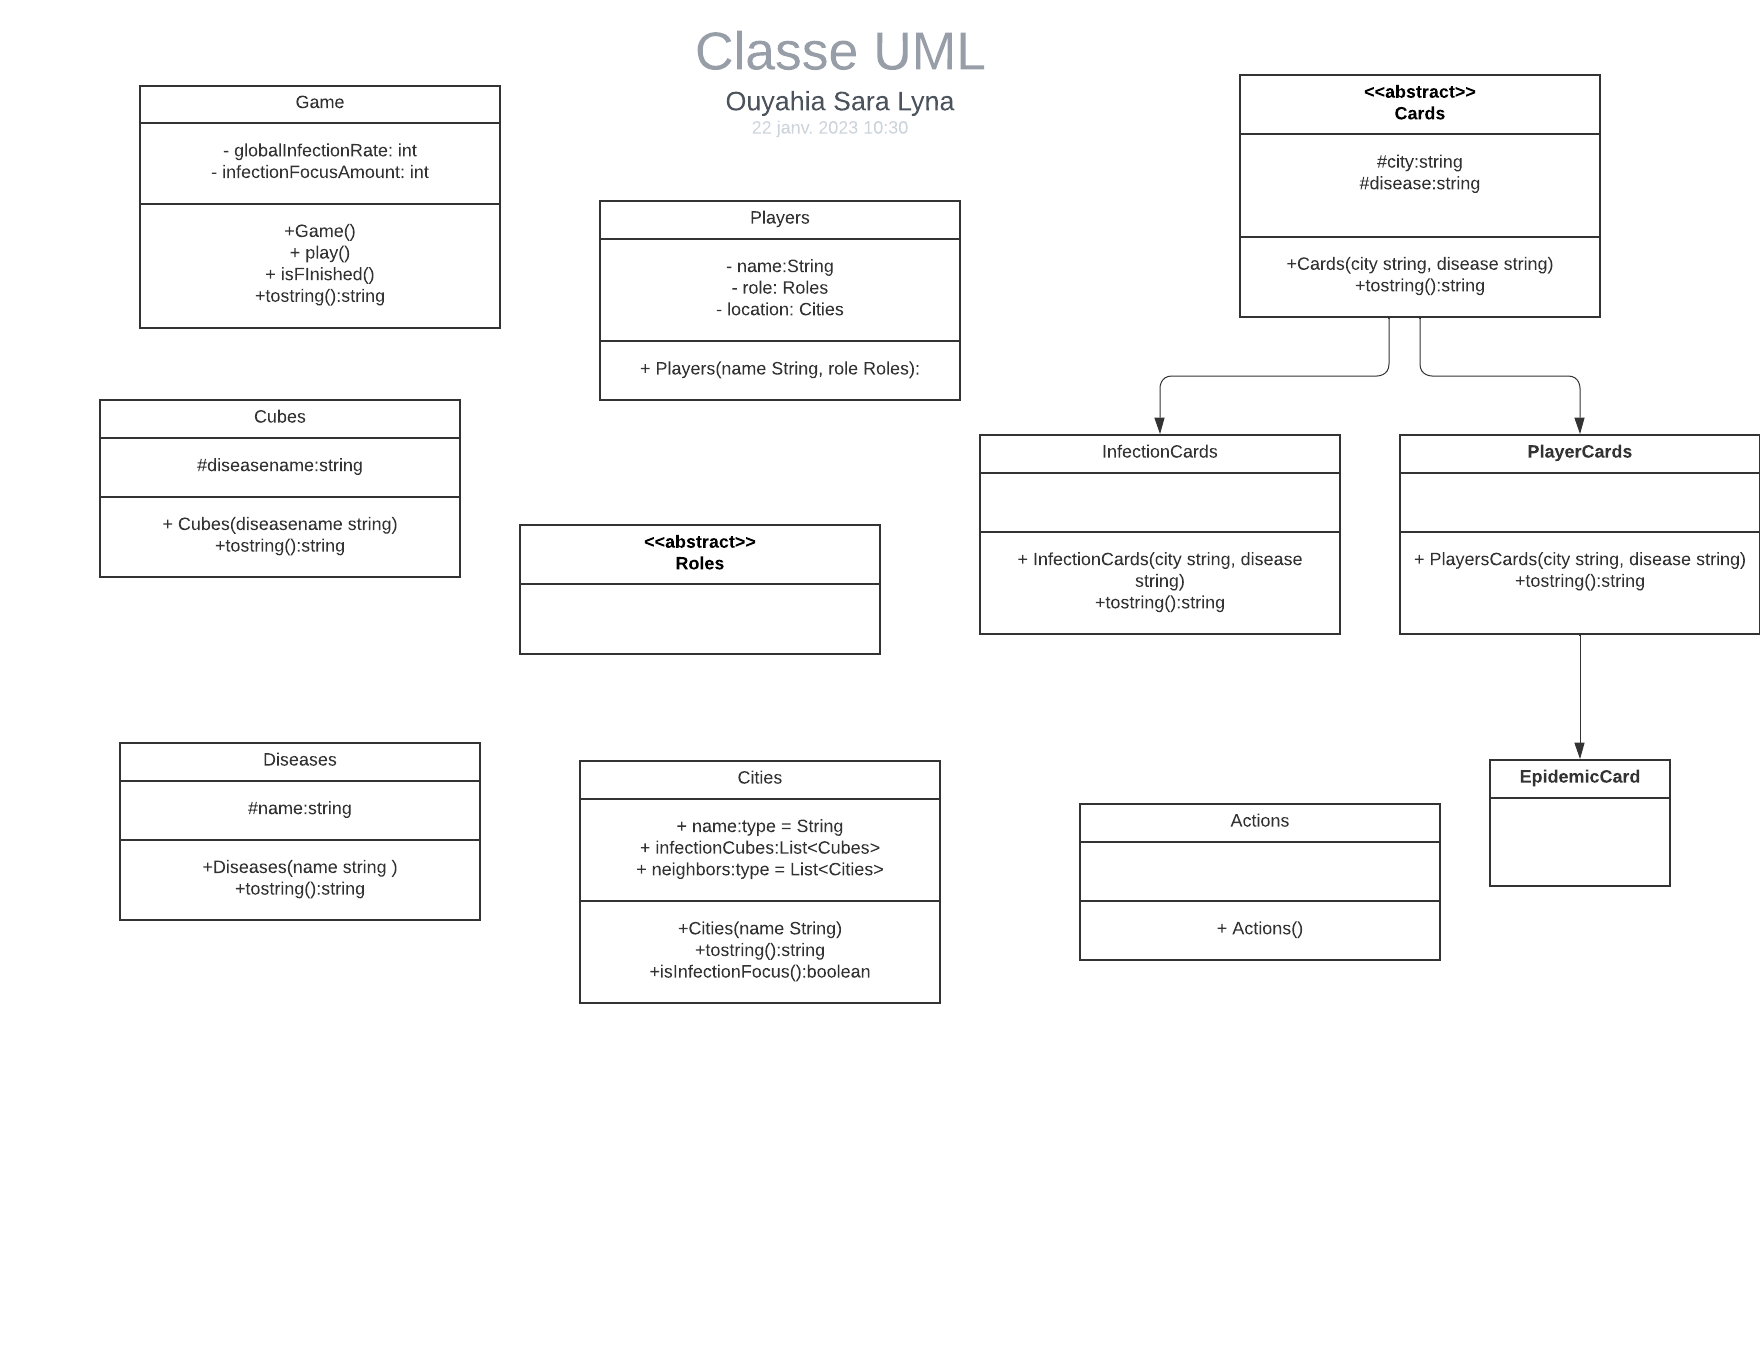 Classe UML
Ouyahia Sara Lyna
22 janv. 2023 10:30
Game
- globalInfectionRate: int
- infectionFocusAmount: int
+Game()
+ play()
+ isFInished()
+tostring():string
Players
- name:String
- role: Roles
- location: Cities
+ Players(name String, role Roles):
<<abstract>>
Cards
#city:string
#disease:string
+Cards(city string, disease string)
+tostring():string
Cubes
#diseasename:string
+ Cubes(diseasename string)
+tostring():string
<<abstract>>
Roles
InfectionCards
+ InfectionCards(city string, disease
string)
+tostring():string
PlayerCards
+ PlayersCards(city string, disease string)
+tostring():string
Diseases
#name:string
+Diseases(name string )
+tostring():string
Cities
+ name:type = String
+ infectionCubes:List<Cubes>
+ neighbors:type = List<Cities>
+Cities(name String)
+tostring():string
+isInfectionFocus():boolean
Actions
+ Actions()
EpidemicCard